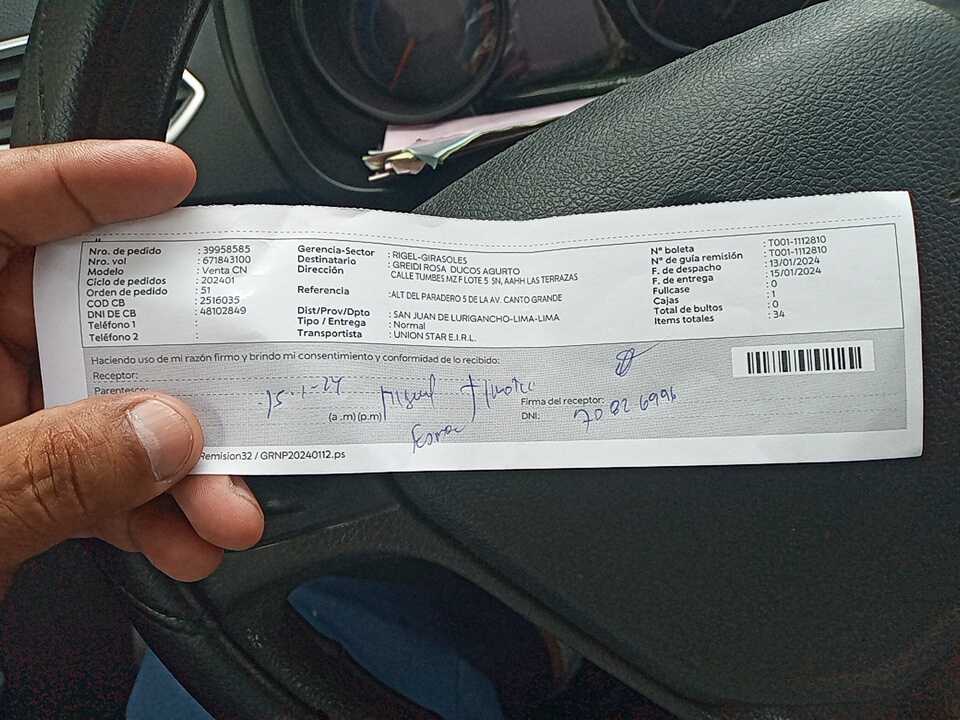 Nro. de pedido : 39958585
Nro. vol : 671843100
Modelo : Venta CN
Ciclo de pedidos : 202401
Orden de pedido : 51
COD CB : 2516035
DNI DE CB : 48102849
Teléfono 1 :
Teléfono 2 :
Gerencia-Sector : RIGEL-GIRASOLES
Destinatario : GREIDI ROSA DUCOS AGURTO
Dirección : CALLE TUMBES MZ F LOTE 5 SN, AAHH LAS TERRAZAS
Referencia : ALT DEL PARADERO 5 DE LA AV. CANTO GRANDE
Dist/Prov/Dpto : SAN JUAN DE LURIGANCHO-LIMA-LIMA
Tipo / Entrega : Normal
Transportista : UNION STAR E.I.R.L.
N° boleta : T001-1112810
N° de guía remisión : T001-1112810
F. de despacho : 13/01/2024
F. de entrega : 15/01/2024
Fullcase : 0
Cajas : 1
Total de bultos : 0
Items totales : 34
Haciendo uso de mi razón firmo y brindo mi consentimiento y conformidad de lo recibido:
Receptor:
Parentesco:
15-1-24 Miguel
(a .m) (p.m)
Firma del receptor:
DNI: 70826996
Remision32 / GRNP20240112.ps